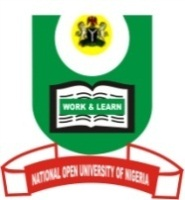 WORK & LEARN
NATIONAL OPEN UNIVERSITY OF NIGERIA